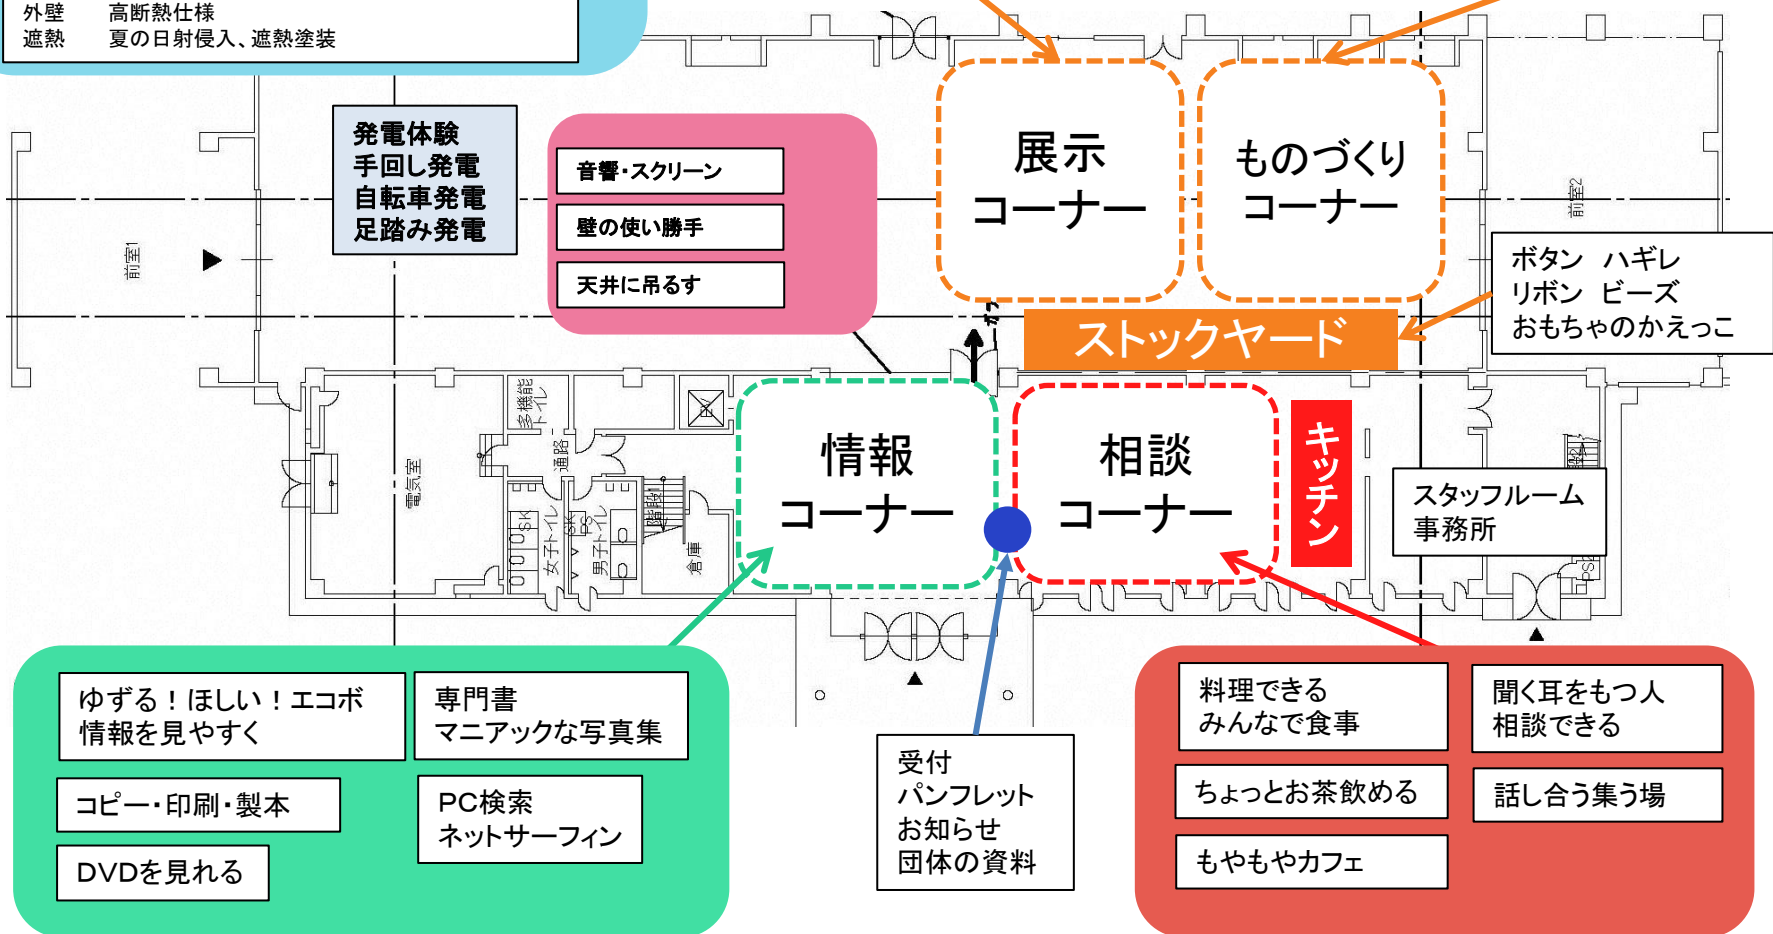 外壁　　高断熱仕様
遮熱　　夏の日射侵入、遮熱塗装
発電体験
手回し発電
自転車発電
足踏み発電
音響・スクリーン
壁の使い勝手
天井に吊るす
展示
コーナー
ものづくり
コーナー
前室1
前室2
ボタン　ハギレ
リボン　ビーズ
おもちゃのかえっこ
ストックヤード
多機能
トイレ
EV
通路
電気室
SK
女子トイレ
SK
PS
男子トイレ
階段1
倉庫
情報
コーナー
相談
コーナー
キッチン
スタッフルーム
事務所
PS
ゆずる！ほしい！エコボ
情報を見やすく
専門書
マニアックな写真集
コピー・印刷・製本
PC検索
ネットサーフィン
DVDを見れる
受付
パンフレット
お知らせ
団体の資料
料理できる
みんなで食事
聞く耳をもつ人
相談できる
ちょっとお茶飲める
話し合う集う場
もやもやカフェ